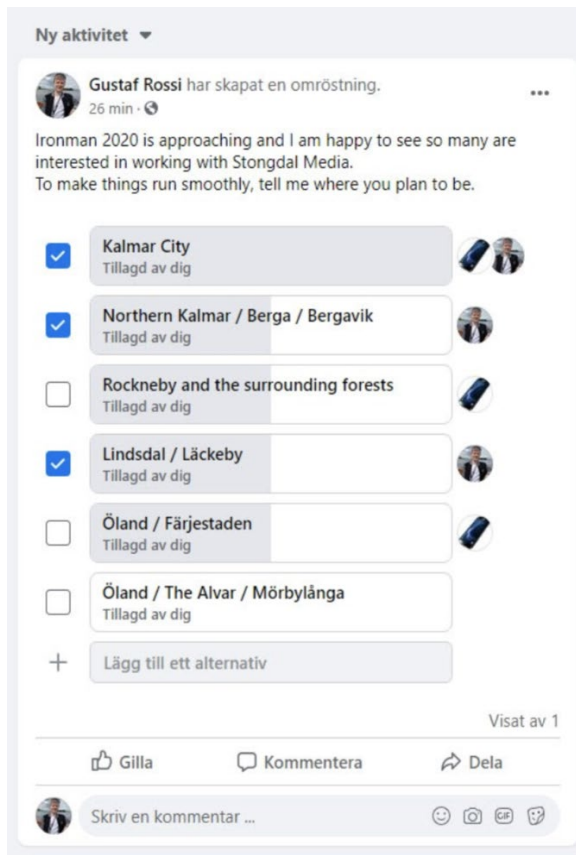 Ny aktivitet
Gustaf Rossi har skapat en omröstning.
26 min ·
Ironman 2020 is approaching and I am happy to see so many are
interested in working with Stongdal Media.
To make things run smoothly, tell me where you plan to be.
Kalmar City
Tillagd av dig
Northern Kalmar / Berga / Bergavik
Tillagd av dig
Rockneby and the surrounding forests
Tillagd av dig
Lindsdal / Läckeby
Tillagd av dig
Öland / Färjestaden
Tillagd av dig
Öland / The Alvar / Mörbylånga
Tillagd av dig
Lägg till ett alternativ
Visat av 1
Gilla Kommentera Dela
Skriv en kommentar ... GIF